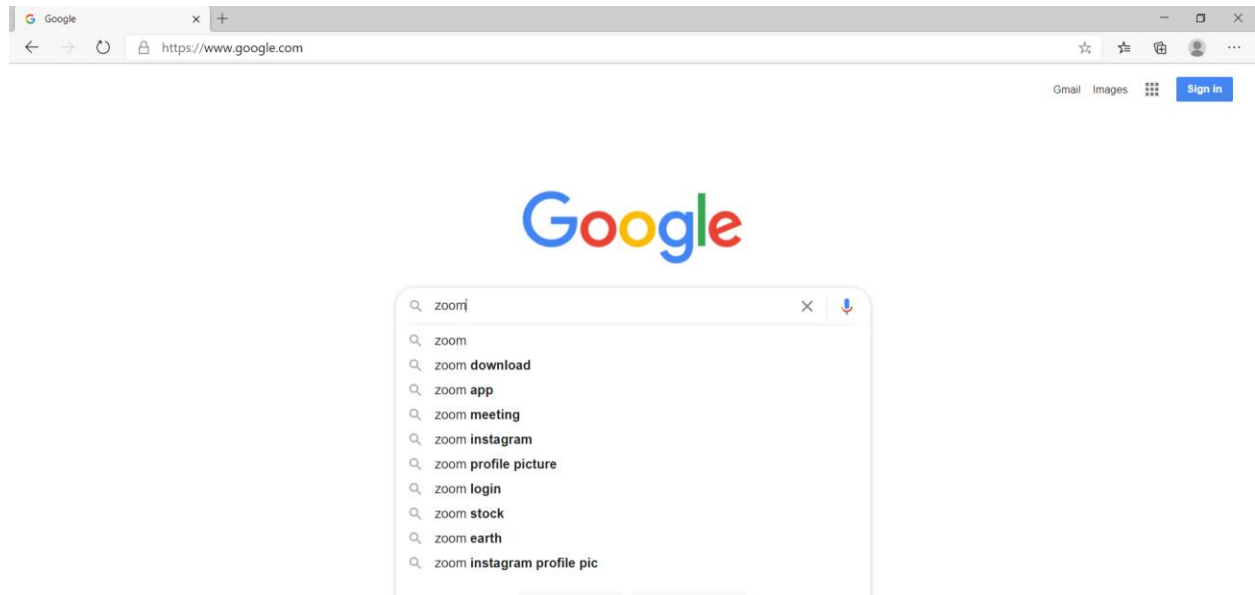 Google
https://www.google.com
Gmail Images Sign in
Google
zoom
zoom
zoom download
zoom app
zoom meeting
zoom instagram
zoom profile picture
zoom login
zoom stock
zoom earth
zoom instagram profile pic